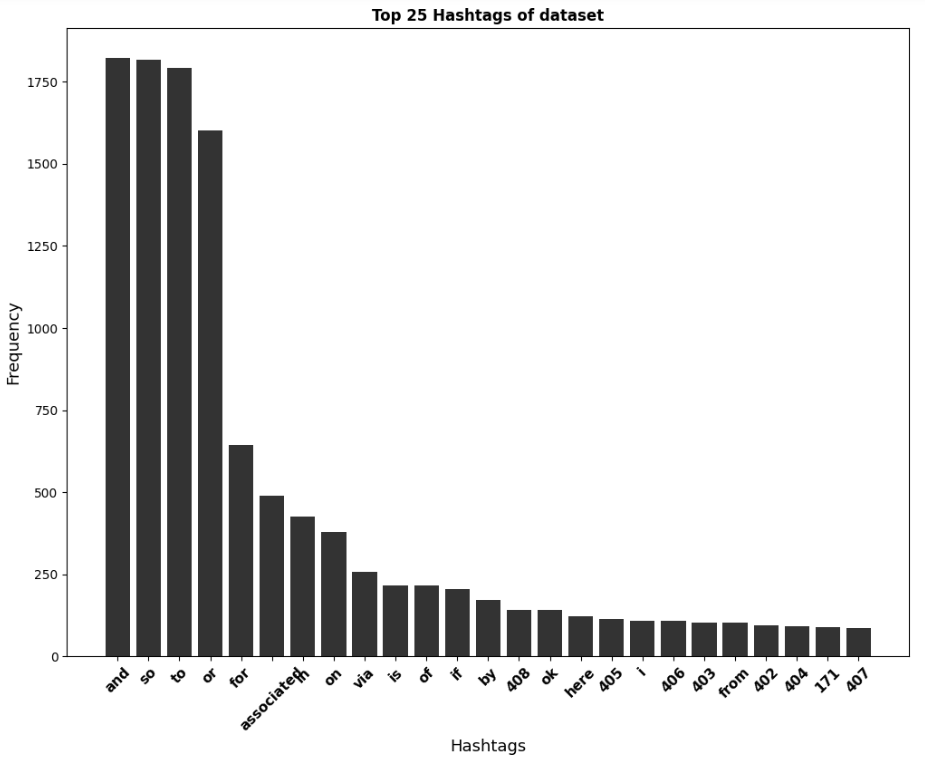 Top 25 Hashtags of dataset
Frequency
1750
1500
1250
1000
750
500
250
0
and
so
to
or
for
associated
in
on
via
is
of
if
by
408
ok
here
405
i
406
403
from
402
404
171
407
Hashtags